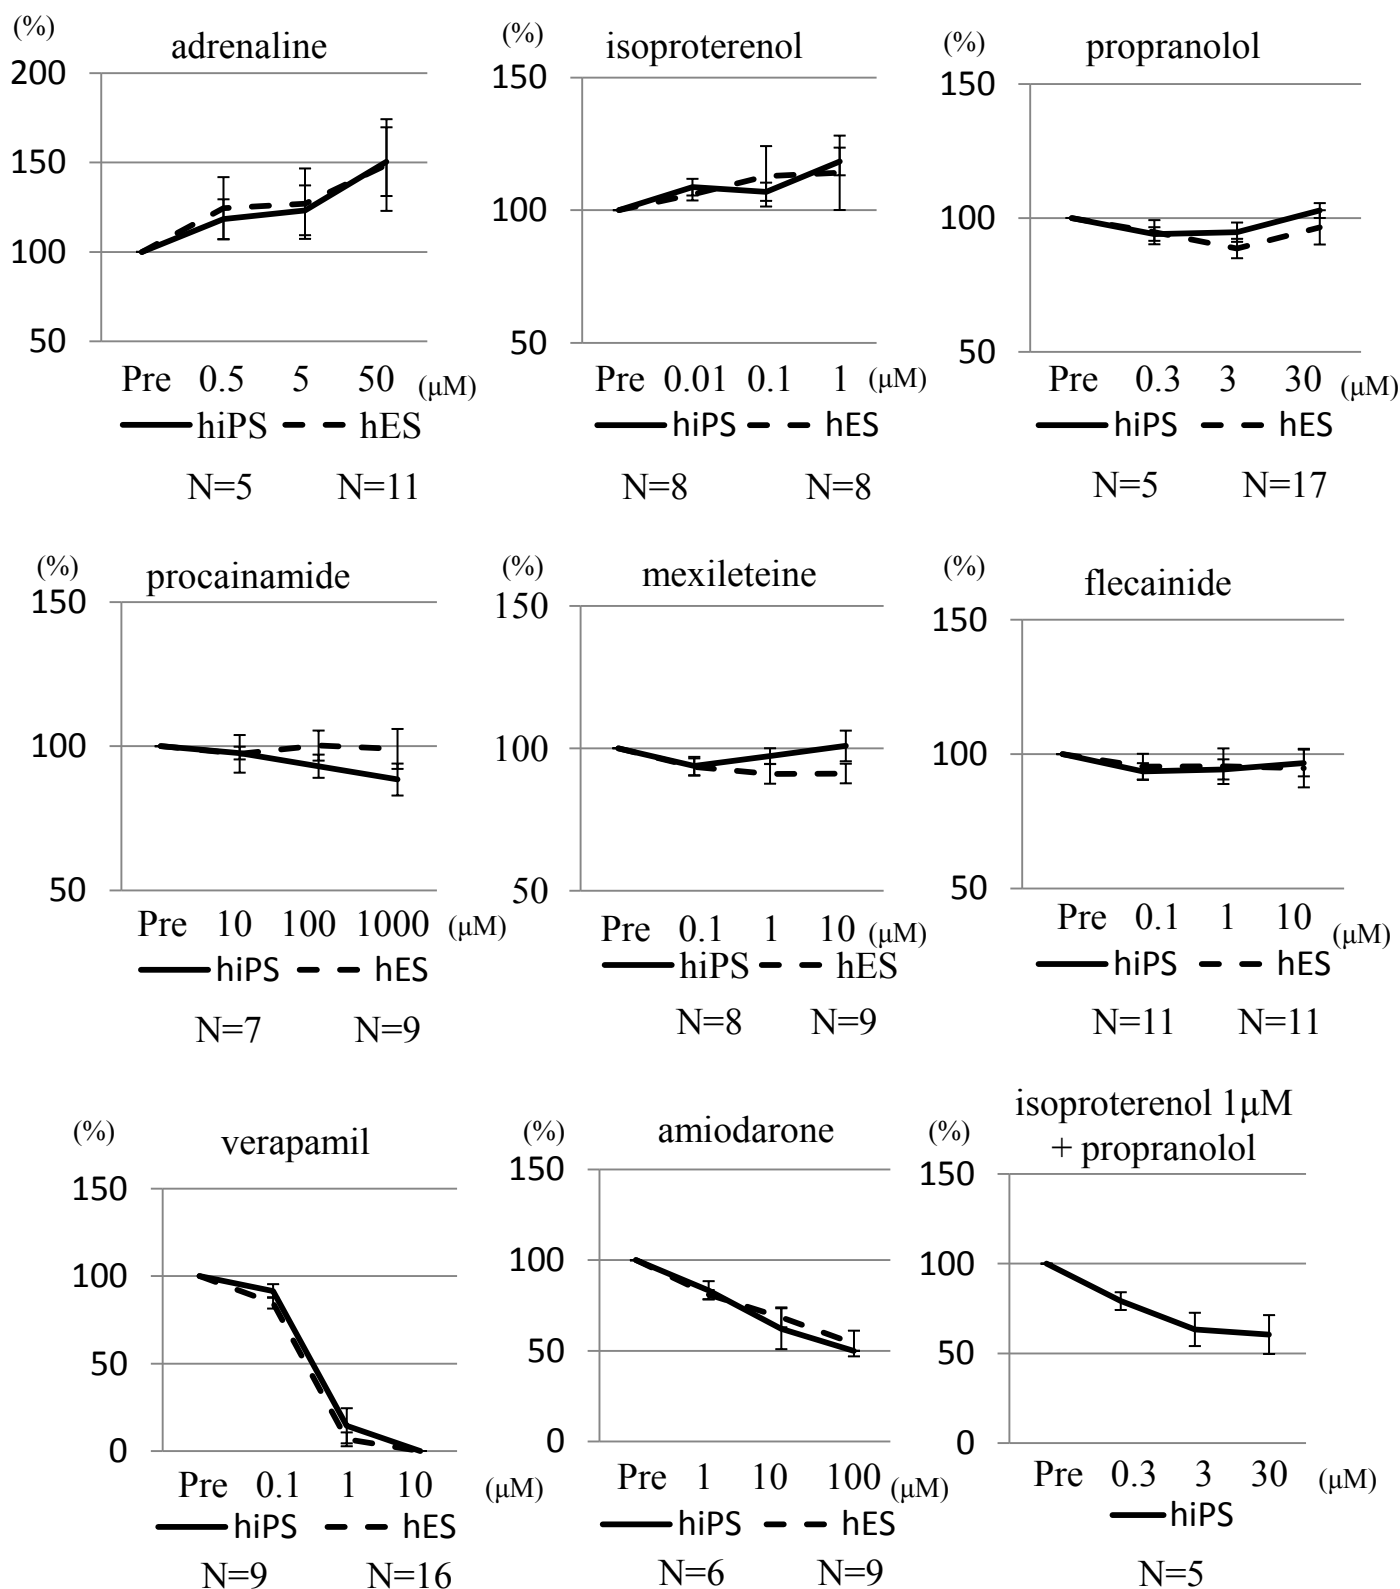 (%)
adrenaline
200
150
100
50
Pre 0.5 5 50 (μM)
hiPS hES
N=5 N=11
(%)
isoproterenol
150
100
50
Pre 0.01 0.1 1 (μM)
hiPS hES
N=8 N=8
(%)
propranolol
150
100
50
Pre 0.3 3 30 (μM)
hiPS hES
N=5 N=17
(%)
procainamide
150
100
50
Pre 10 100 1000 (μM)
hiPS hES
N=7 N=9
(%)
mexileteine
150
100
50
Pre 0.1 1 10 (μM)
hiPS hES
N=8 N=9
(%)
flecainide
150
100
50
Pre 0.1 1 10 (μM)
hiPS hES
N=11 N=11
(%)
verapamil
150
100
50
0
Pre 0.1 1 10 (μM)
hiPS hES
N=9 N=16
(%)
amiodarone
150
100
50
0
Pre 1 10 100 (μM)
hiPS hES
N=6 N=9
(%)
isoproterenol 1μM
+ propranolol
150
100
50
0
Pre 0.3 3 30 (μM)
hiPS
N=5